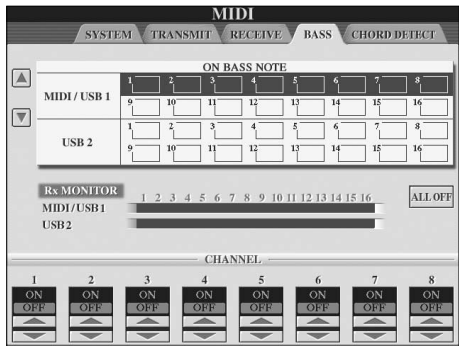 MIDI
SYSTEM TRANSMIT RECEIVE BASS CHORD DETECT
ON BASS NOTE
MIDI / USB 1
1 2 3 4 5 6 7 8
9 10 11 12 13 14 15 16
USB 2
1 2 3 4 5 6 7 8
9 10 11 12 13 14 15 16
Rx MONITOR
1 2 3 4 5 6 7 8 9 10 11 12 13 14 15 16
ALL OFF
MIDI/USB1
USB2
CHANNEL
1 2 3 4 5 6 7 8
ON ON ON ON ON ON ON ON
OFF OFF OFF OFF OFF OFF OFF OFF